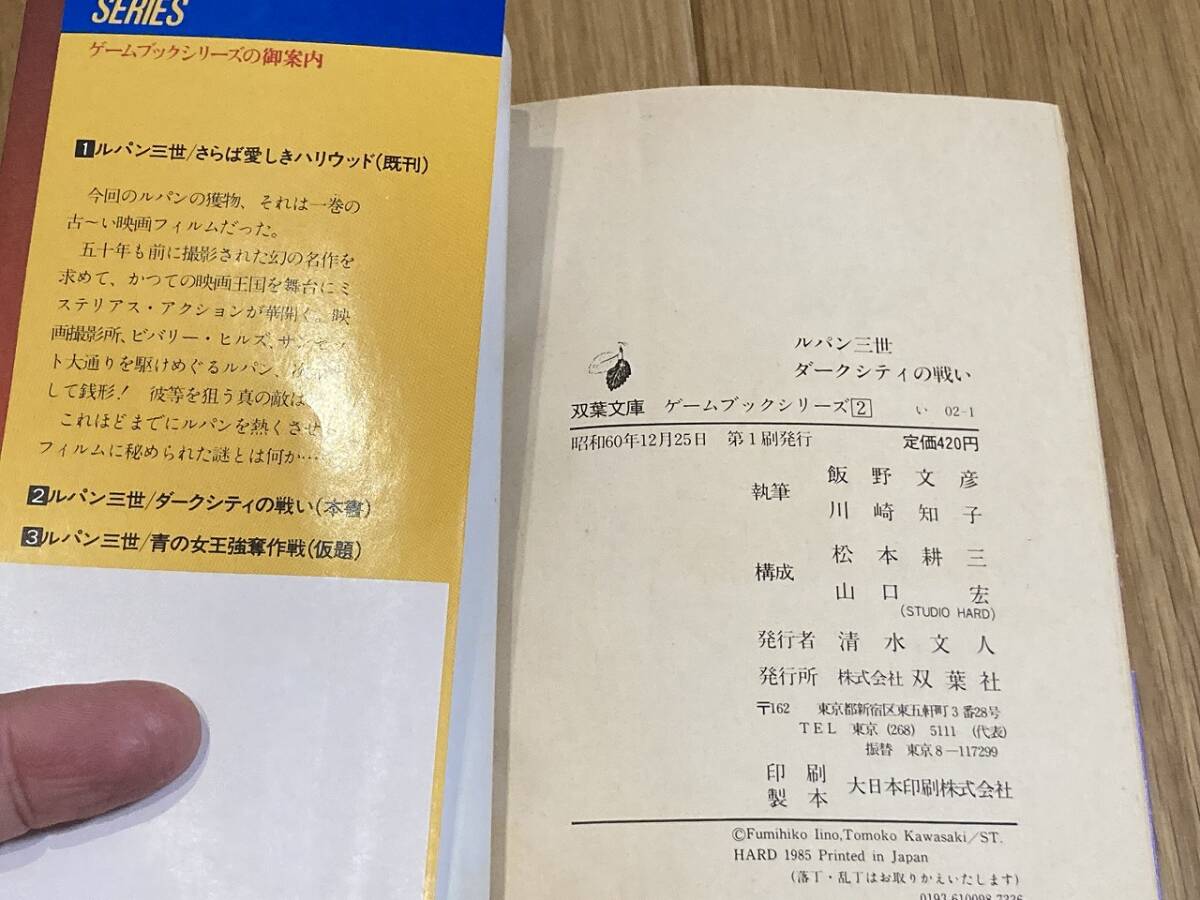 SERIES
ゲームブックシリーズの御案内
1ルパン三世/さらば愛しきハリウッド(既刊)
今回のルパンの獲物、それは一巻の
古〜い映画フィルムだった。
五十年も前に撮影された幻の名作を
求めて、かつての映画王国を舞台にミ
ステリアス・アクションが華開く。映
画撮影所、ビバリー・ヒルズ、サンセッ
ト大通りを駆けめぐるルパン、
して銭形! 彼等を狙う真の敵は
これほどまでにルパンを熱くさせ
フィルムに秘められた謎とは何か…
2ルパン三世/ダークシティの戦い(本書)
3ルパン三世/青の女王強奪作戦(仮題)
ルパン三世
ダークシティの戦い
双葉文庫 ゲームブックシリーズ2 い 02-1
昭和60年12月25日 第1刷発行 定価420円
執筆 飯野文彦
川崎知子
構成 松本耕三
山口宏
(STUDIO HARD)
発行者 清水文人
発行所 株式会社 双葉社
〒162 東京都新宿区東五軒町3番28号
TEL 東京 (268) 5111 (代表)
振替 東京8-117299
印刷
製本 大日本印刷株式会社
©Fumihiko Iino,Tomoko Kawasaki/ST.
HARD 1985 Printed in Japan
(落丁・乱丁はお取りかえいたします)
0193-610098-7336